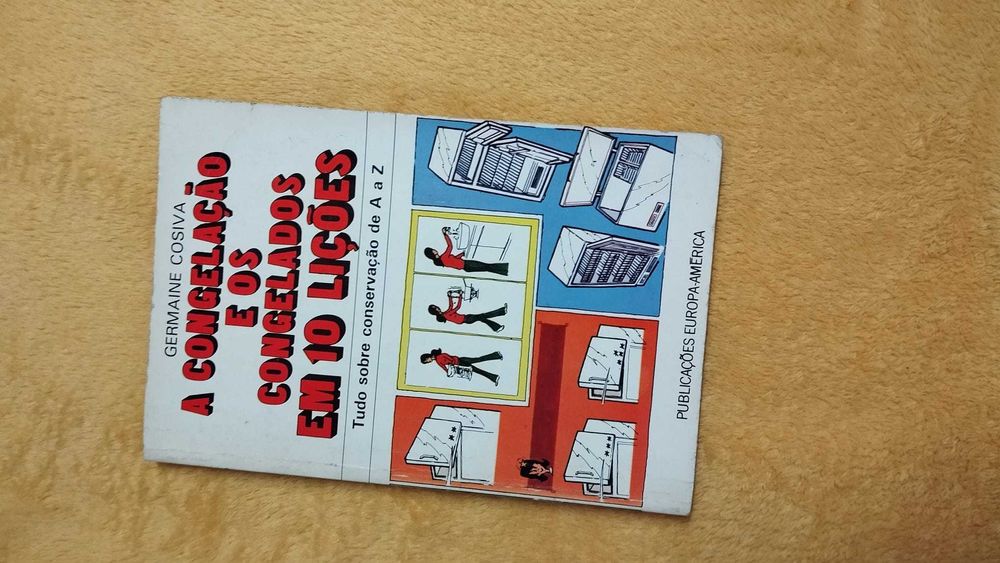 GERMAINE COSIVA
A CONGELAÇÃO
E OS
CONGELADOS
EM 10 LIÇÕES
Tudo sobre conservação de A a Z
PUBLICAÇÕES EUROPA-AMÉRICA